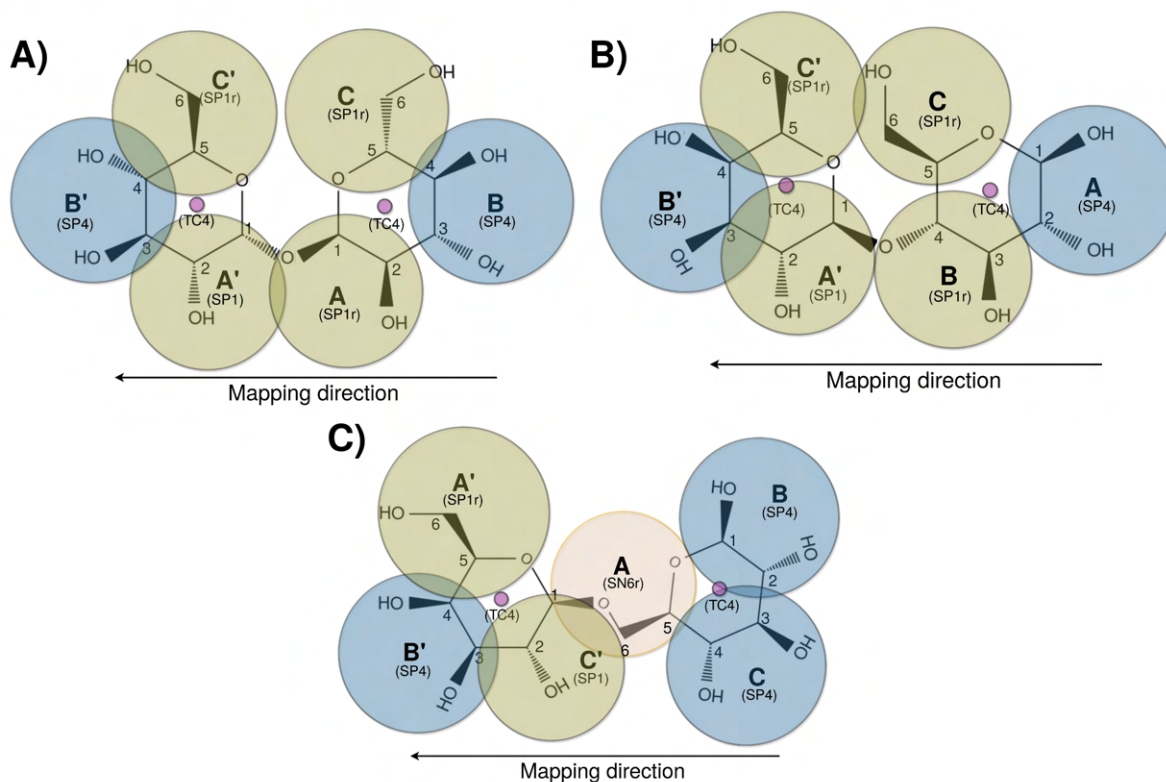 A)
HO
C'
(SP1r)
6
5
HO
4
B'
(SP4)
(TC4)
O
HO
3
2
1
A'
(SP1)
OH
O
C
(SP1r)
6
OH
5
4
OH
O
(TC4)
B
(SP4)
1
2
3
OH
A
(SP1r)
OH
Mapping direction
B)
HO
C'
(SP1r)
6
5
HO
4
O
B'
(SP4)
(TC4)
HO
3
2
1
A'
(SP1)
OH
O
HO
C
(SP1r)
6
5
O
1
OH
(TC4)
A
(SP4)
4
2
OH
3
B
(SP1r)
OH
Mapping direction
C)
A'
(SP1r)
HO
6
5
O
HO
4
(TC4)
1
B'
(SP4)
3
2
HO
OH
C'
(SP1)
A
(SN6r)
O
6
5
O
B
(SP4)
HO
1
HO
2
(TC4)
3
HO
4
OH
C
(SP4)
Mapping direction